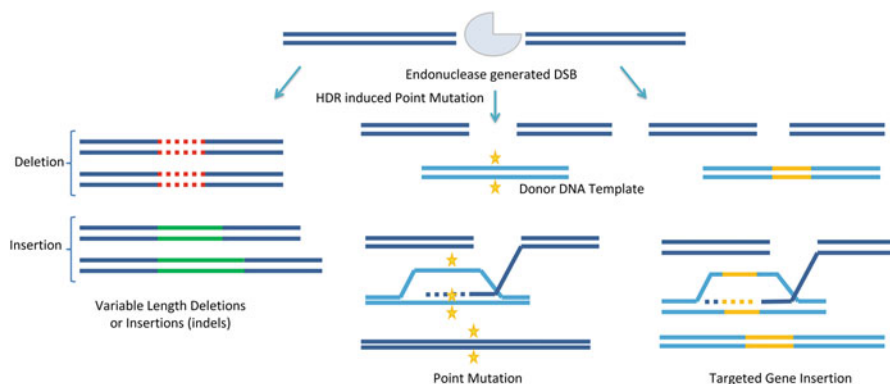 Endonuclease generated DSB
HDR induced Point Mutation
Deletion
Donor DNA Template
Insertion
Variable Length Deletions
or Insertions (indels)
Point Mutation
Targeted Gene Insertion